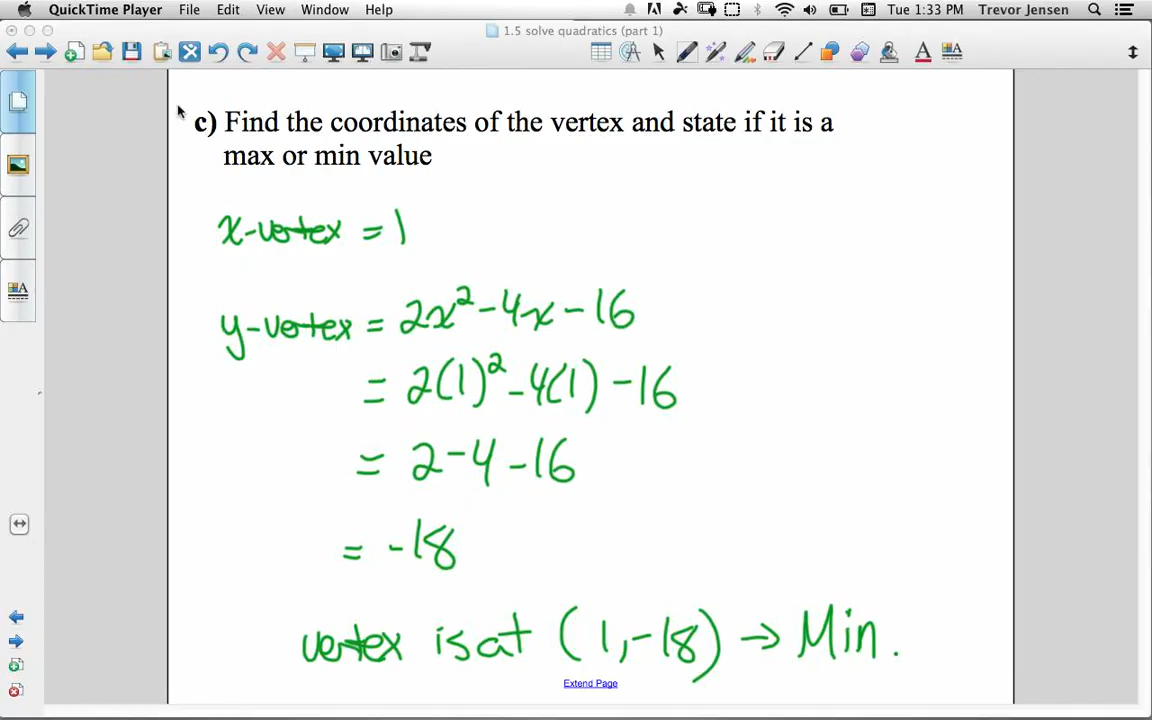 QuickTime Player File Edit View Window Help Tue 1:33 PM Trevor Jensen
1.5 solve quadratics (part 1)
c) Find the coordinates of the vertex and state if it is a
max or min value
x-vertex = 1
y-vertex = 2x² - 4x - 16
= 2(1)² - 4(1) - 16
= 2 - 4 - 16
= -18
vertex is at (1, -18) → Min.
Extend Page